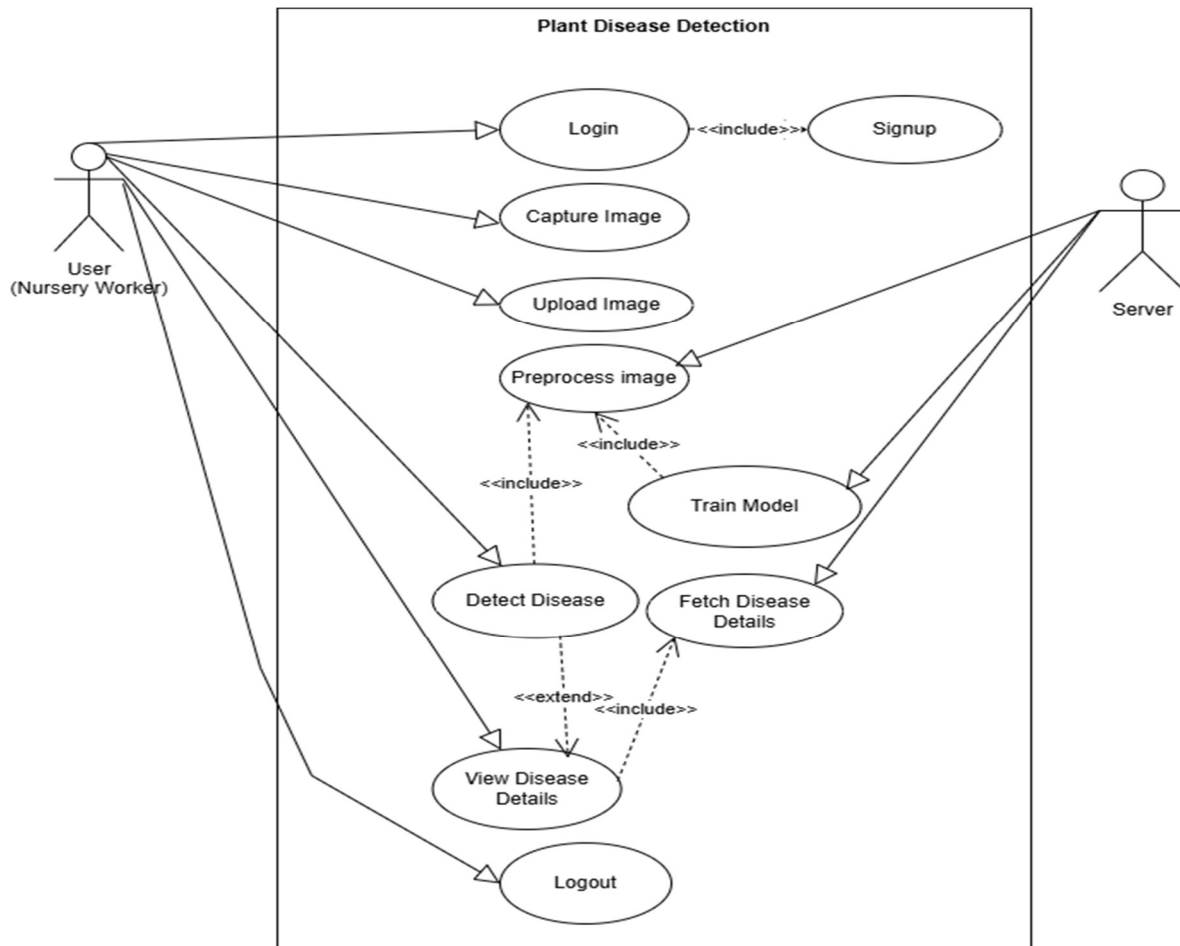 Plant Disease Detection
Login
<<include>>
Signup
Capture Image
User
(Nursery Worker)
Upload Image
Server
Preprocess image
<<include>>
<<include>>
Train Model
Detect Disease
Fetch Disease
Details
<<extend>>
<<include>>
View Disease
Details
Logout